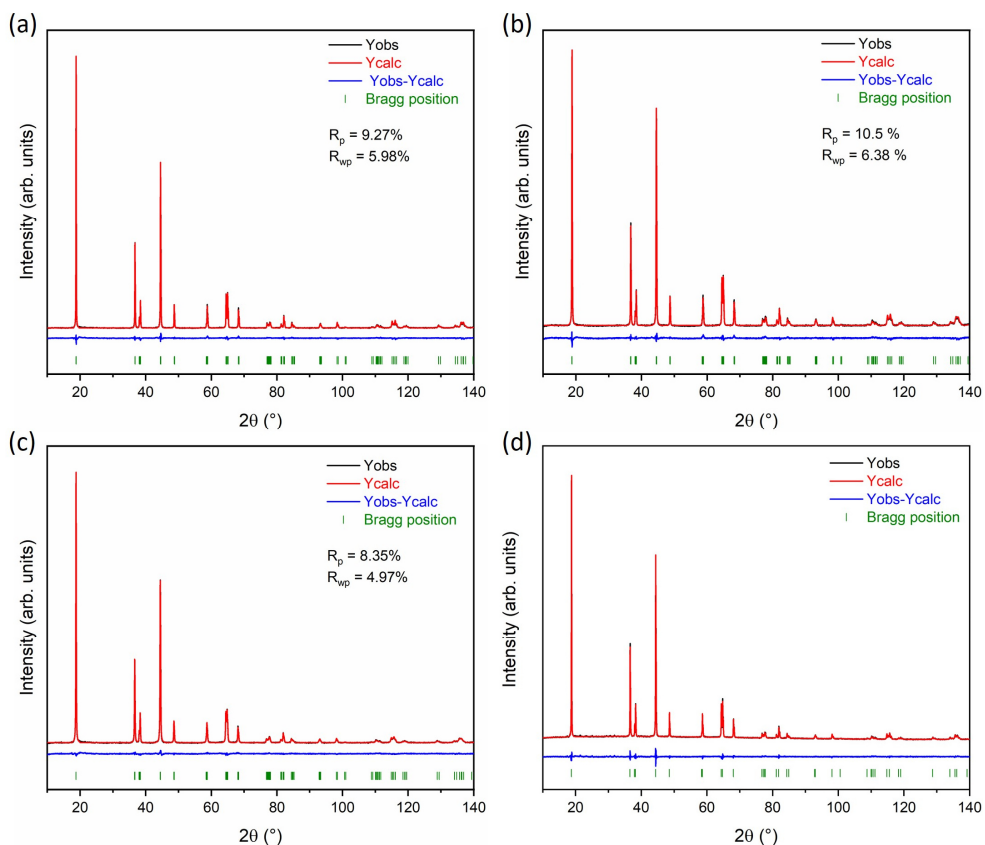 (a)
Yobs
Ycalc
Yobs-Ycalc
Bragg position
Rp = 9.27%
Rwp = 5.98%
Intensity (arb. units)
20 40 60 80 100 120 140
2θ (°)
(b)
Yobs
Ycalc
Yobs-Ycalc
Bragg position
Rp = 10.5 %
Rwp = 6.38 %
Intensity (arb. units)
20 40 60 80 100 120 140
2θ (°)
(c)
Yobs
Ycalc
Yobs-Ycalc
Bragg position
Rp = 8.35%
Rwp = 4.97%
Intensity (arb. units)
20 40 60 80 100 120 140
2θ (°)
(d)
Yobs
Ycalc
Yobs-Ycalc
Bragg position
Intensity (arb. units)
20 40 60 80 100 120 140
2θ (°)